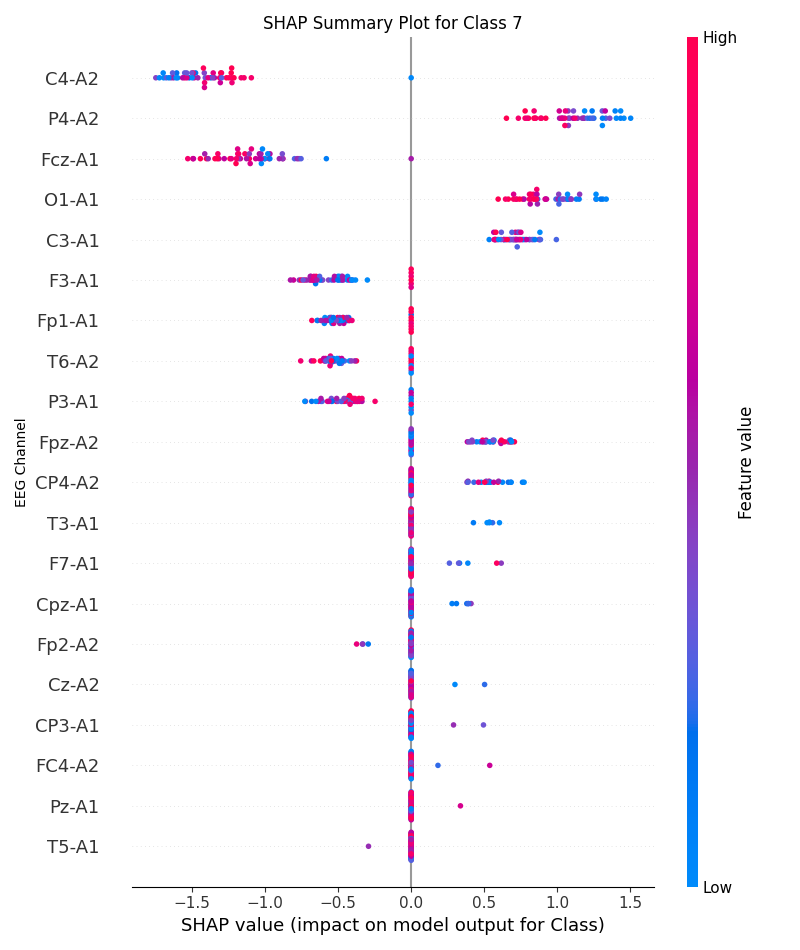 SHAP Summary Plot for Class 7
High
C4-A2
P4-A2
Fcz-A1
O1-A1
C3-A1
F3-A1
Fp1-A1
T6-A2
P3-A1
Fpz-A2
CP4-A2
T3-A1
F7-A1
Cpz-A1
Fp2-A2
Cz-A2
CP3-A1
FC4-A2
Pz-A1
T5-A1
EEG Channel
Feature value
Low
−1.5 −1.0 −0.5 0.0 0.5 1.0 1.5
SHAP value (impact on model output for Class)